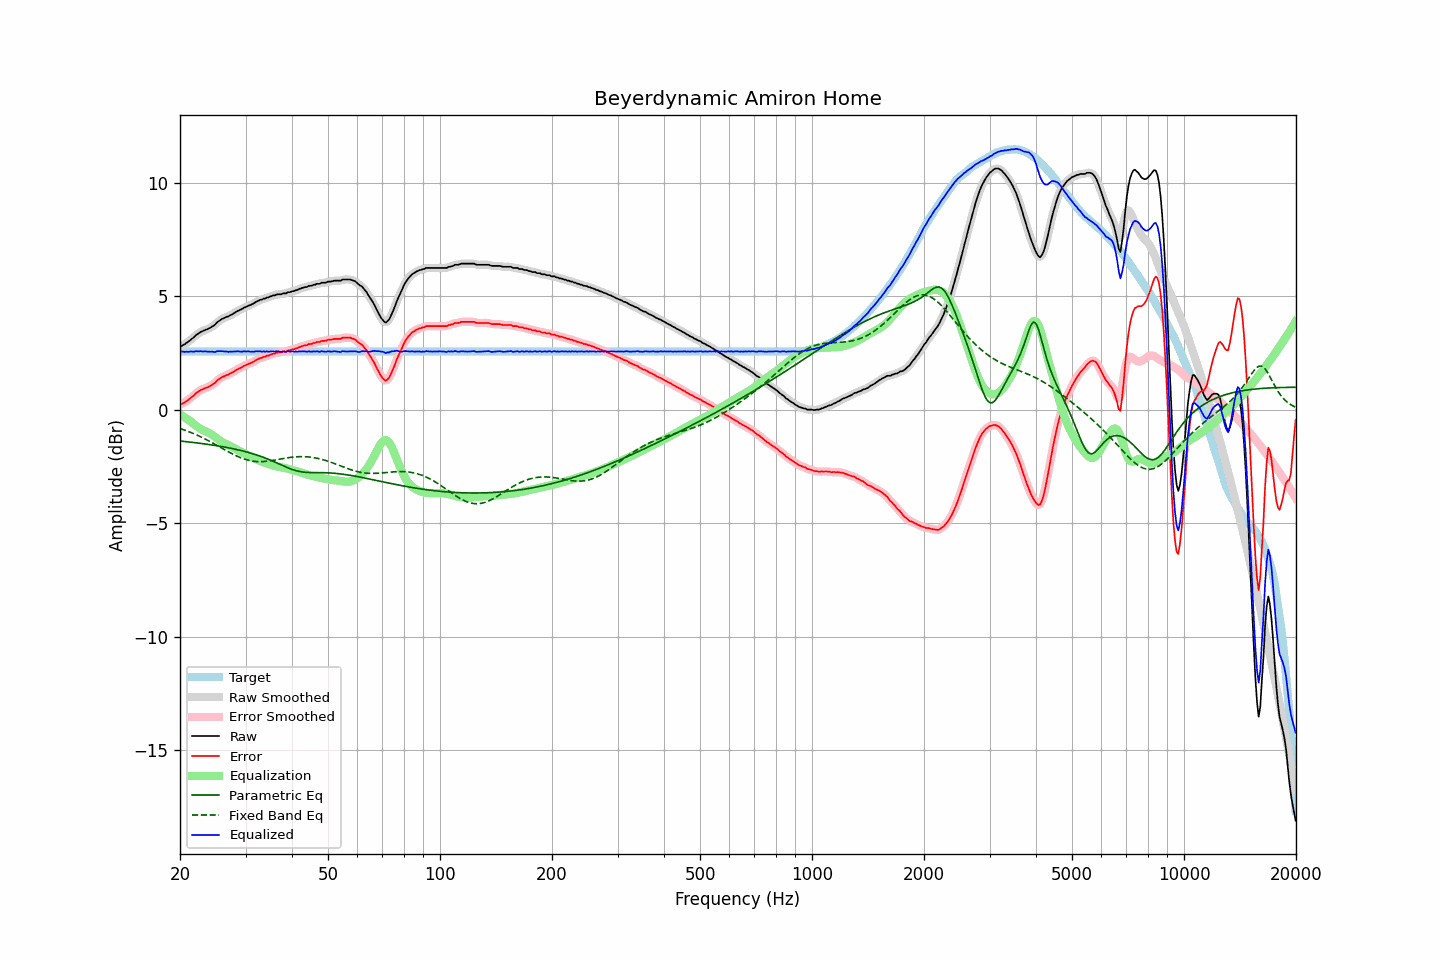 Beyerdynamic Amiron Home
Amplitude (dBr)
10
5
0
−5
−10
−15
Target
Raw Smoothed
Error Smoothed
Raw
Error
Equalization
Parametric Eq
Fixed Band Eq
Equalized
20 50 100 200 500 1000 2000 5000 10000 20000
Frequency (Hz)